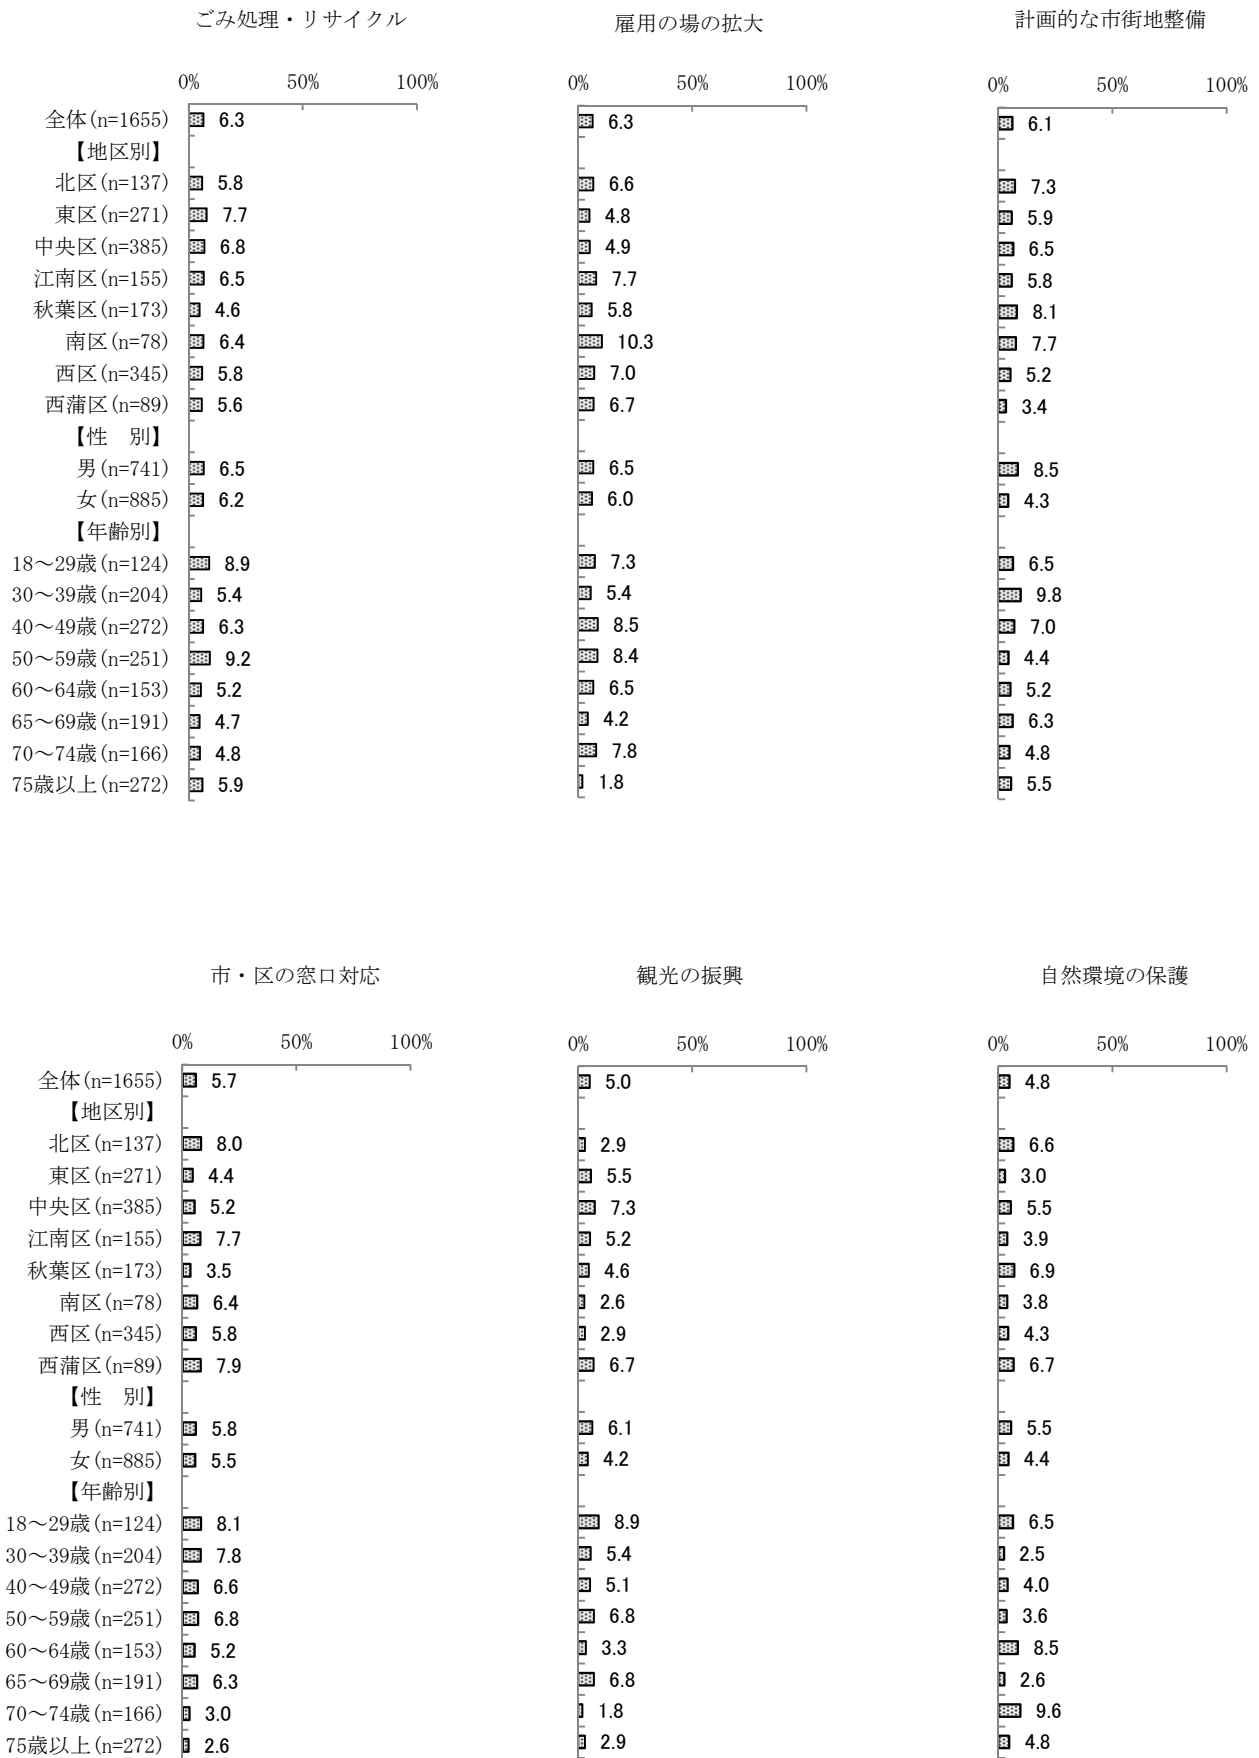 ごみ処理・リサイクル 雇用の場の拡大 計画的な市街地整備
0% 50% 100% 0% 50% 100% 0% 50% 100%
全体(n=1655) 6.3 6.3 6.1
【地区別】
北区(n=137) 5.8 6.6 7.3
東区(n=271) 7.7 4.8 5.9
中央区(n=385) 6.8 4.9 6.5
江南区(n=155) 6.5 7.7 5.8
秋葉区(n=173) 4.6 5.8 8.1
南区(n=78) 6.4 10.3 7.7
西区(n=345) 5.8 7.0 5.2
西蒲区(n=89) 5.6 6.7 3.4
【性　別】
男(n=741) 6.5 6.5 8.5
女(n=885) 6.2 6.0 4.3
【年齢別】
18～29歳(n=124) 8.9 7.3 6.5
30～39歳(n=204) 5.4 5.4 9.8
40～49歳(n=272) 6.3 8.5 7.0
50～59歳(n=251) 9.2 8.4 4.4
60～64歳(n=153) 5.2 6.5 5.2
65～69歳(n=191) 4.7 4.2 6.3
70～74歳(n=166) 4.8 7.8 4.8
75歳以上(n=272) 5.9 1.8 5.5
市・区の窓口対応 観光の振興 自然環境の保護
0% 50% 100% 0% 50% 100% 0% 50% 100%
全体(n=1655) 5.7 5.0 4.8
【地区別】
北区(n=137) 8.0 2.9 6.6
東区(n=271) 4.4 5.5 3.0
中央区(n=385) 5.2 7.3 5.5
江南区(n=155) 7.7 5.2 3.9
秋葉区(n=173) 3.5 4.6 6.9
南区(n=78) 6.4 2.6 3.8
西区(n=345) 5.8 2.9 4.3
西蒲区(n=89) 7.9 6.7 6.7
【性　別】
男(n=741) 5.8 6.1 5.5
女(n=885) 5.5 4.2 4.4
【年齢別】
18～29歳(n=124) 8.1 8.9 6.5
30～39歳(n=204) 7.8 5.4 2.5
40～49歳(n=272) 6.6 5.1 4.0
50～59歳(n=251) 6.8 6.8 3.6
60～64歳(n=153) 5.2 3.3 8.5
65～69歳(n=191) 6.3 6.8 2.6
70～74歳(n=166) 3.0 1.8 9.6
75歳以上(n=272) 2.6 2.9 4.8